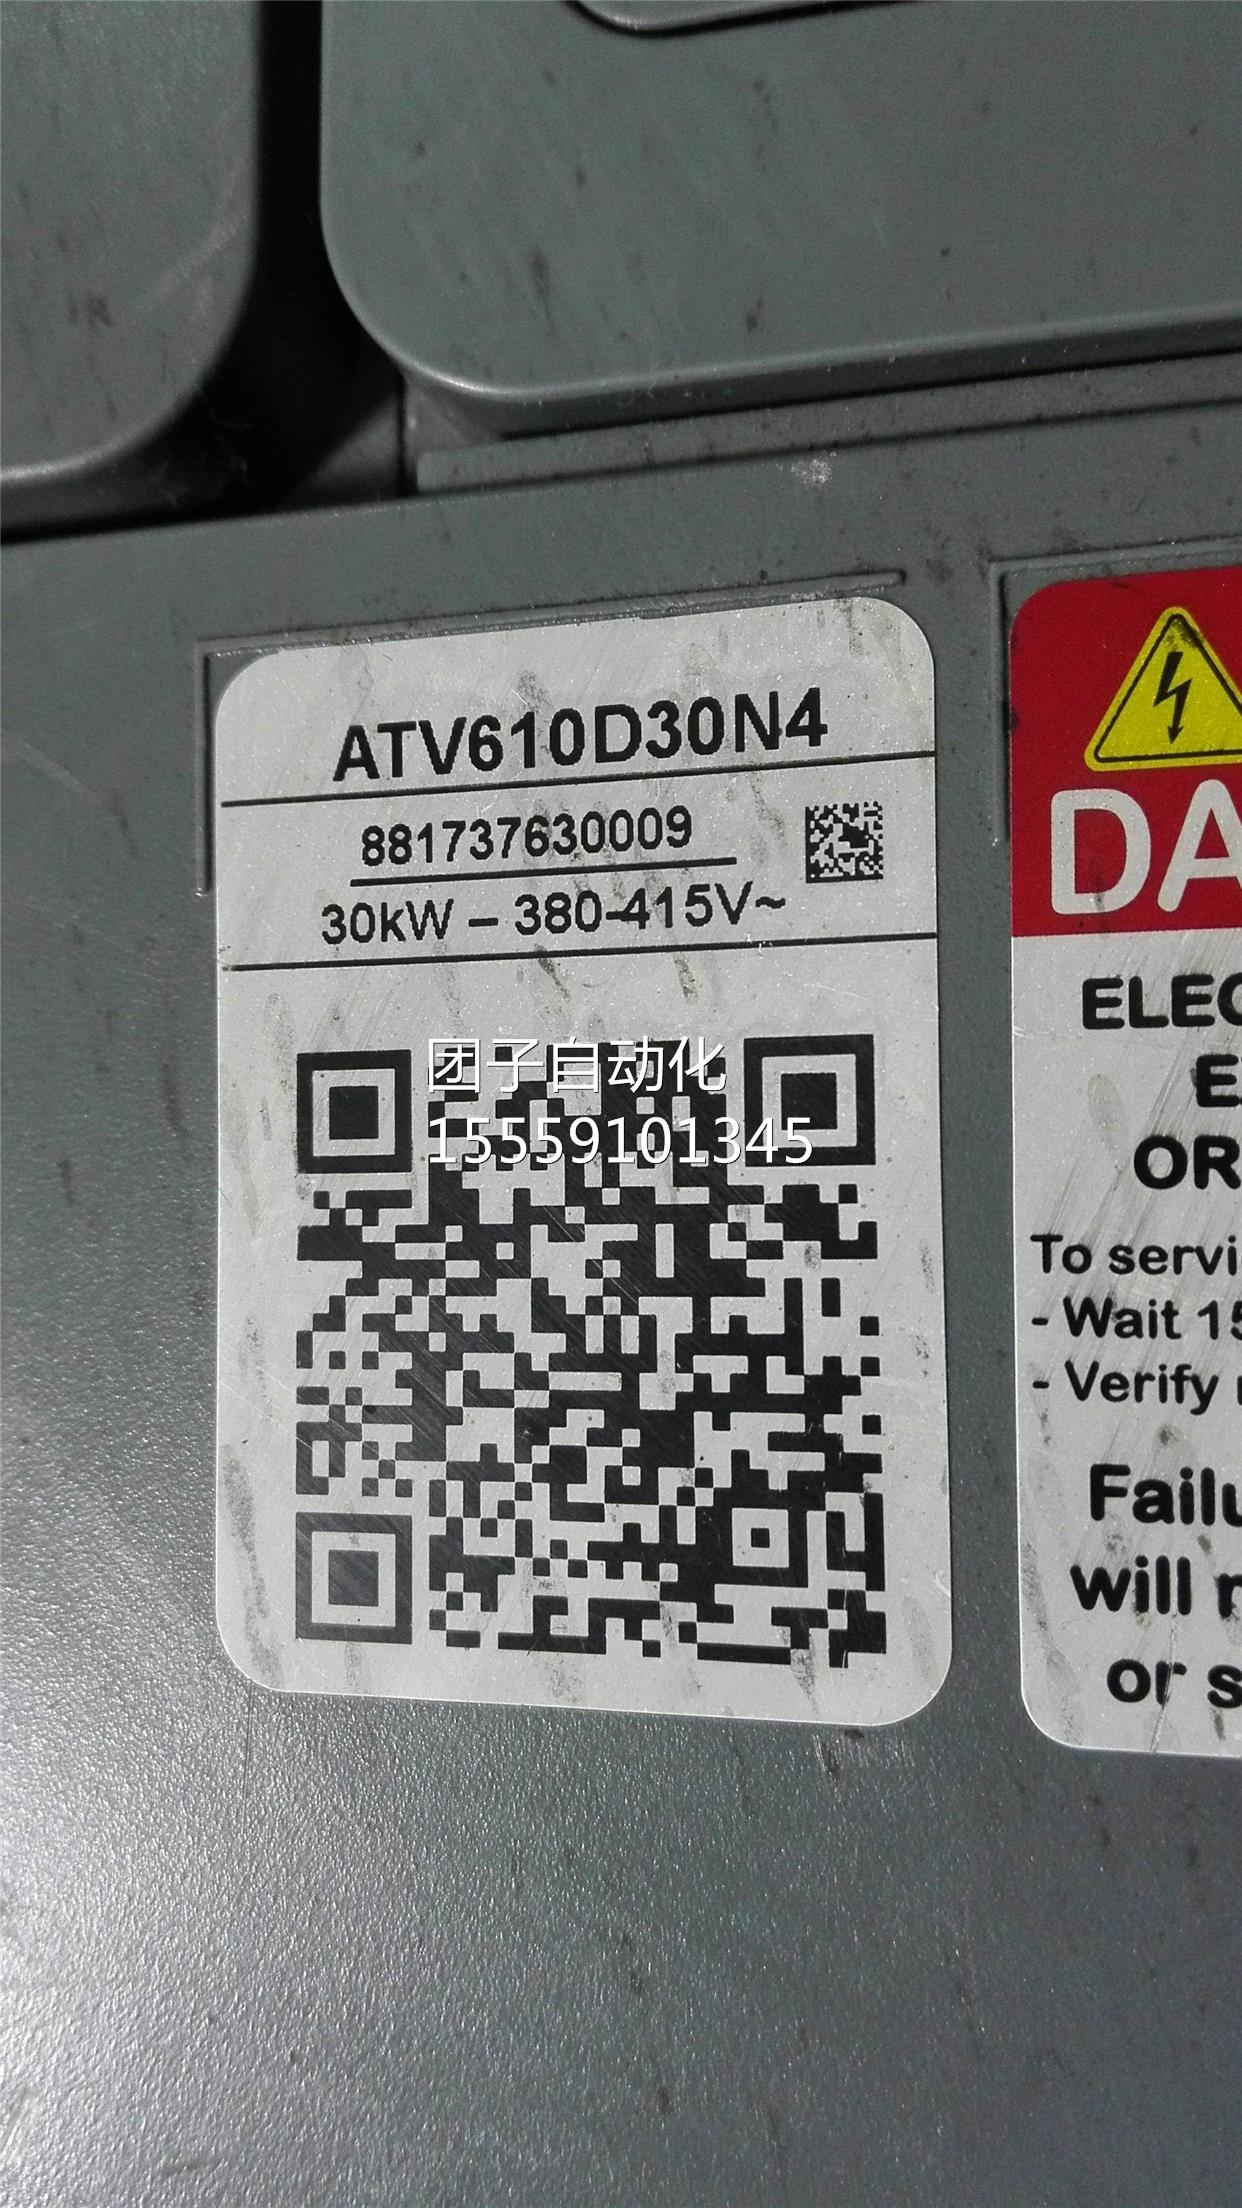 ATV610D30N4
881737630009
30kW – 380-415V~
团子自动化
15559101345
DA
ELEC
E
OR
To servi
- Wait 15
- Verify
Failu
will
or s